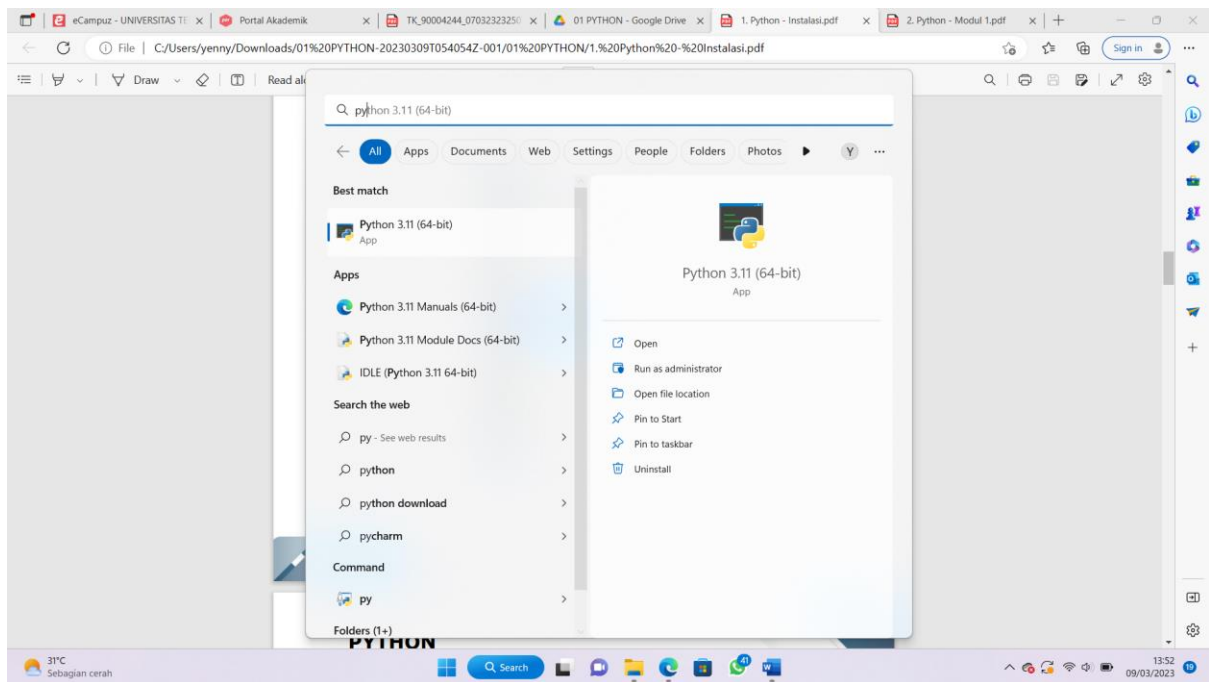 eCampuz - UNIVERSITAS TE
Portal Akademik
TK_90004244_07032323250
01 PYTHON - Google Drive
1. Python - Instalasi.pdf
2. Python - Modul 1.pdf
File | C:/Users/yenny/Downloads/01%20PYTHON-20230309T054054Z-001/01%20PYTHON/1.%20Python%20-%20Instalasi.pdf
Sign in
Draw
Read al
python 3.11 (64-bit)
All Apps Documents Web Settings People Folders Photos Y
Best match
Python 3.11 (64-bit)
App
Apps
Python 3.11 Manuals (64-bit)
Python 3.11 Module Docs (64-bit)
IDLE (Python 3.11 64-bit)
Search the web
py - See web results
python
python download
pycharm
Command
py
Folders (1+)
Python 3.11 (64-bit)
App
Open
Run as administrator
Open file location
Pin to Start
Pin to taskbar
Uninstall
PYTHON
31°C
Sebagian cerah
Search
13:52
09/03/2023
19